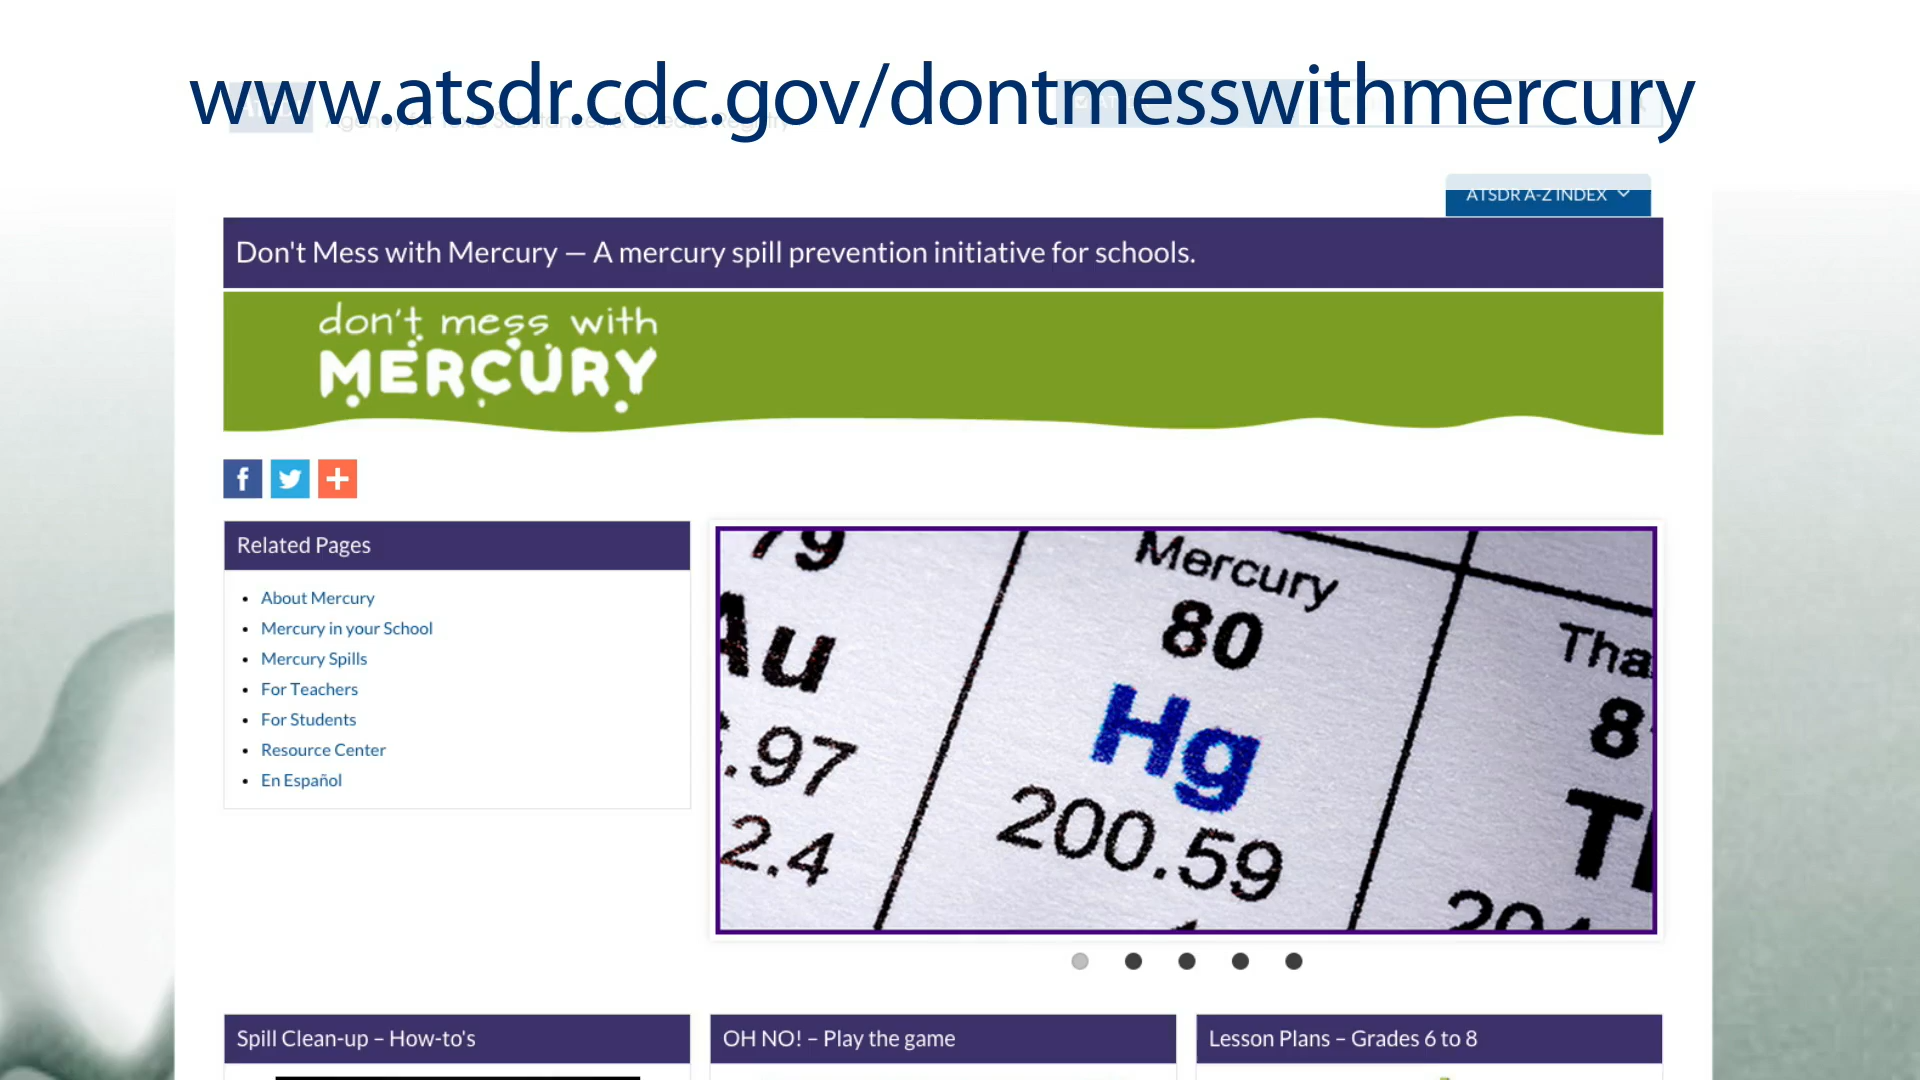 www.atsdr.cdc.gov/dontmesswithmercury
ATSDR A-Z INDEX
Don't Mess with Mercury — A mercury spill prevention initiative for schools.
don't mess with
MERCURY
Related Pages
About Mercury
Mercury in your School
Mercury Spills
For Teachers
For Students
Resource Center
En Español
79
Au
.97
2.4
Mercury
80
Hg
200.59
Spill Clean-up – How-to's
OH NO! – Play the game
Lesson Plans – Grades 6 to 8